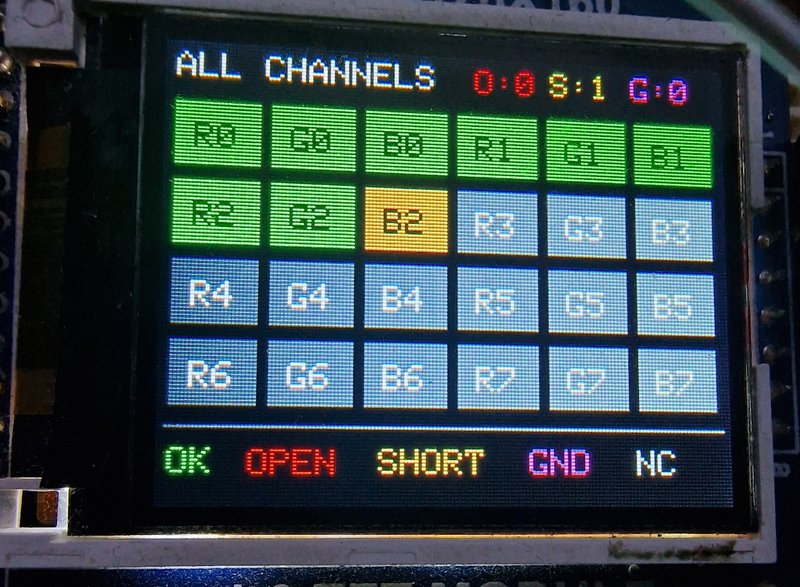 ALL CHANNELS O:0 S:1 G:0
R0 G0 B0 R1 G1 B1
R2 G2 B2 R3 G3 B3
R4 G4 B4 R5 G5 B5
R6 G6 B6 R7 G7 B7
OK OPEN SHORT GND NC